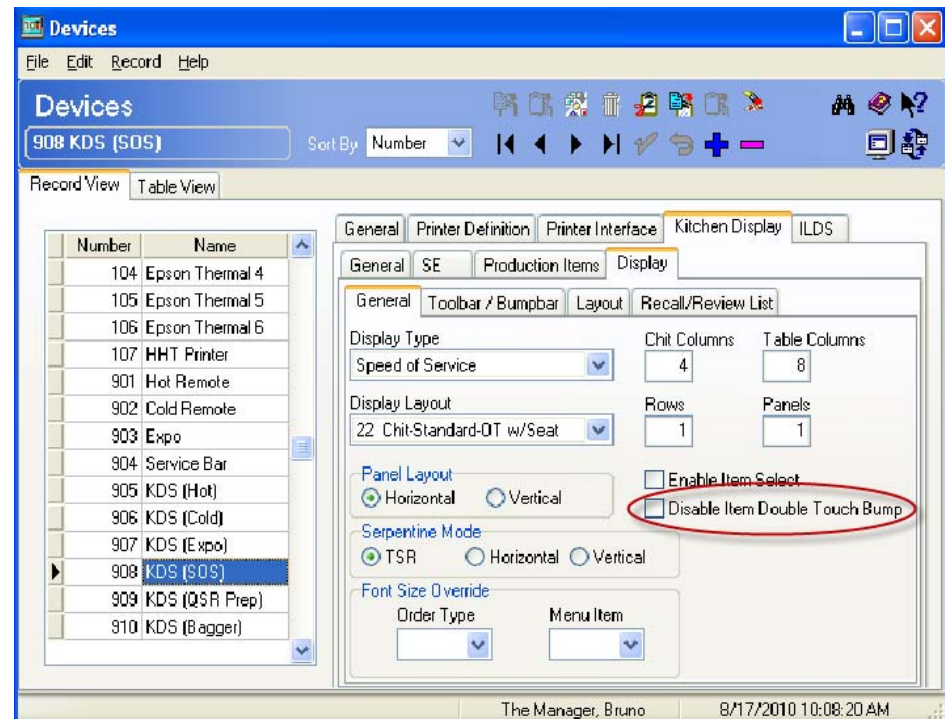 Devices
File Edit Record Help
Devices
908 KDS (SOS)
Sort By Number
Record View Table View
Number Name
104 Epson Thermal 4
105 Epson Thermal 5
106 Epson Thermal 6
107 HHT Printer
901 Hot Remote
902 Cold Remote
903 Expo
904 Service Bar
905 KDS (Hot)
906 KDS (Cold)
907 KDS (Expo)
908 KDS (SOS)
909 KDS (QSR Prep)
910 KDS (Bagger)
General Printer Definition Printer Interface Kitchen Display ILDS
General SE Production Items Display
General Toolbar / Bumpbar Layout Recall/Review List
Display Type Chit Columns Table Columns
Speed of Service 4 8
Display Layout Rows Panels
22 Chit-Standard-OT w/Seat 1 1
Panel Layout
Horizontal Vertical
Enable Item Select
Disable Item Double Touch Bump
Serpentine Mode
TSR Horizontal Vertical
Font Size Override
Order Type Menu Item
The Manager, Bruno 8/17/2010 10:08:20 AM